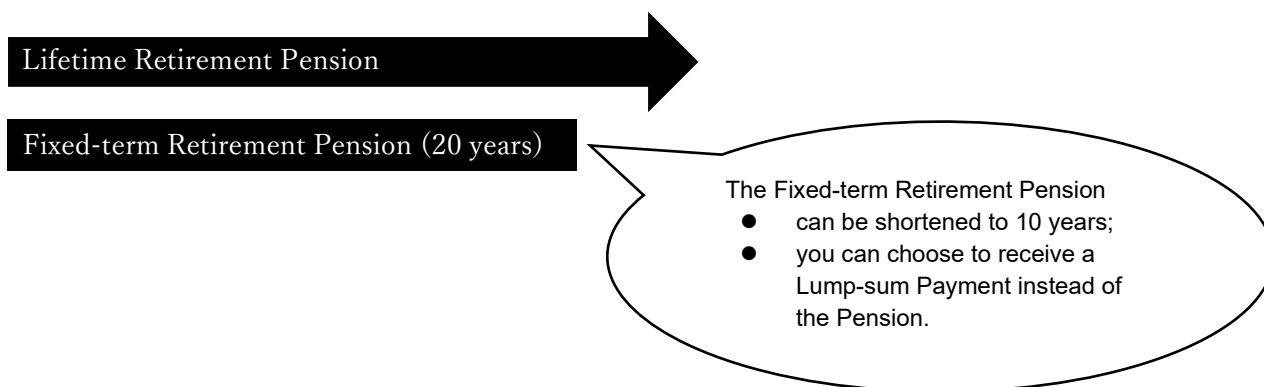 Lifetime Retirement Pension
Fixed-term Retirement Pension (20 years)
The Fixed-term Retirement Pension
● can be shortened to 10 years;
● you can choose to receive a
Lump-sum Payment instead of
the Pension.